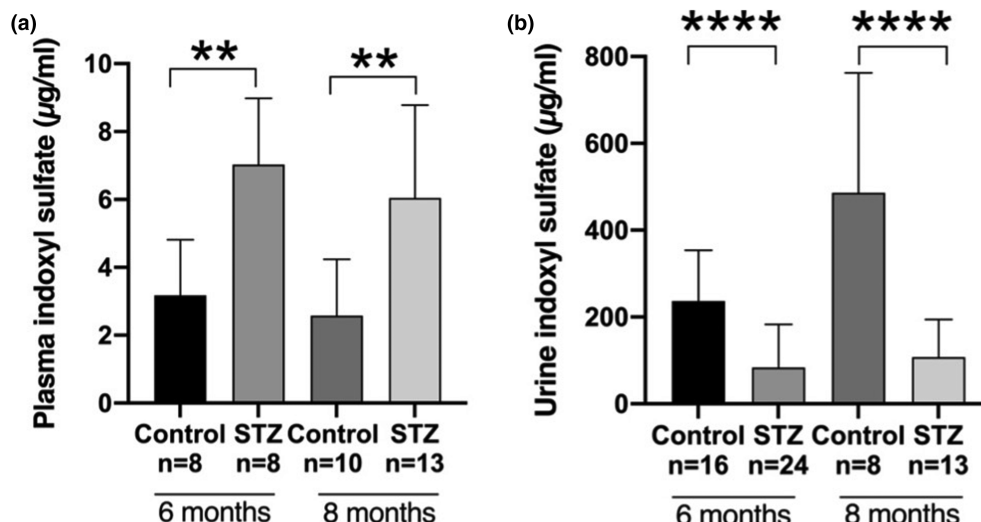 (a)
**
**
Plasma indoxyl sulfate (µg/ml)
10
8
6
4
2
0
Control STZ Control STZ
n=8 n=8 n=10 n=13
6 months 8 months
(b)
****
****
Urine indoxyl sulfate (µg/ml)
800
600
400
200
0
Control STZ Control STZ
n=16 n=24 n=8 n=13
6 months 8 months